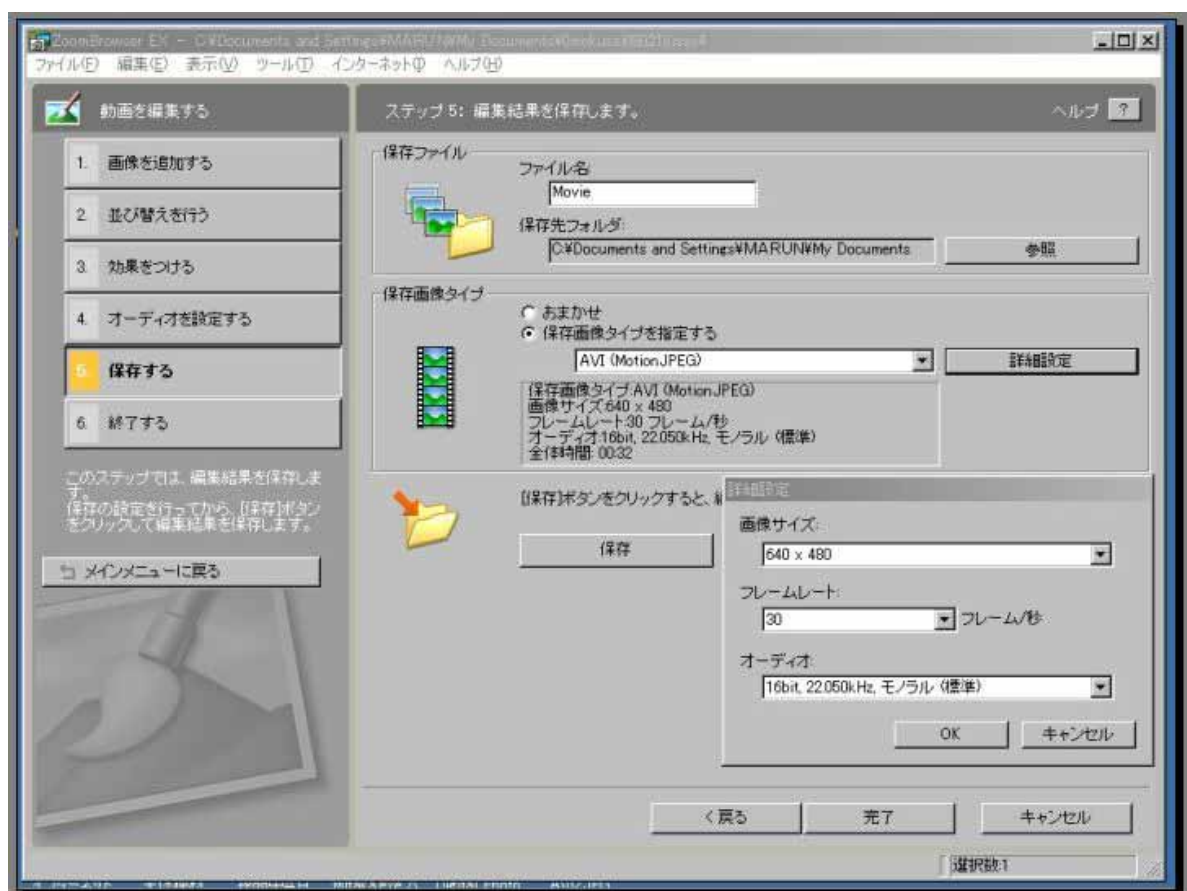 ZoomBrowser EX - C:¥Documents and Settings¥MARUN¥My Documents
ファイル(F) 編集(E) 表示(V) ツール(T) インターネット(I) ヘルプ(H)
動画を編集する
1. 画像を追加する
2. 並び替えを行う
3. 効果をつける
4. オーディオを設定する
5. 保存する
6. 終了する
このステップでは、編集結果を保存しま
す。
保存の設定を行ってから、[保存]ボタン
をクリックして編集結果を保存します。
メインメニューに戻る
ステップ 5: 編集結果を保存します。
ヘルプ ?
保存ファイル
ファイル名:
Movie
保存先フォルダ:
C:¥Documents and Settings¥MARUN¥My Documents
参照
保存画像タイプ
おまかせ
保存画像タイプを指定する
AVI (MotionJPEG)
詳細設定
保存画像タイプ:AVI (MotionJPEG)
画像サイズ:640 x 480
フレームレート:30 フレーム/秒
オーディオ:16bit, 22.050kHz, モノラル (標準)
全体時間: 00:32
[保存]ボタンをクリックすると、
保存
詳細設定
画像サイズ:
640 x 480
フレームレート:
30 フレーム/秒
オーディオ:
16bit, 22.050kHz, モノラル (標準)
OK キャンセル
< 戻る 完了 キャンセル
選択数:1